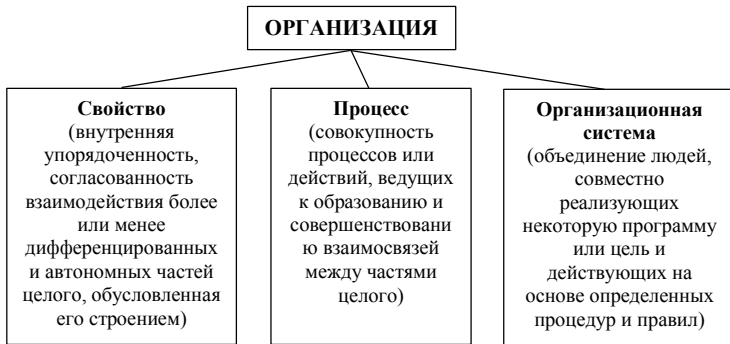 ОРГАНИЗАЦИЯ
Свойство
(внутренняя
упорядоченность,
согласованность
взаимодействия более
или менее
дифференцированных
и автономных частей
целого, обусловленная
его строением)
Процесс
(совокупность
процессов или
действий, ведущих
к образованию и
совершенствовани
ю взаимосвязей
между частями
целого)
Организационная
система
(объединение людей,
совместно
реализующих
некоторую программу
или цель и
действующих на
основе определенных
процедур и правил)